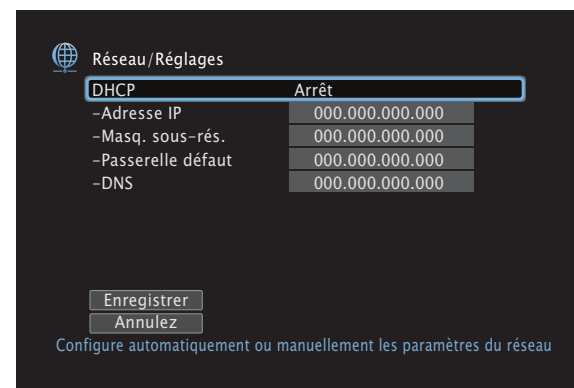 Réseau/Réglages
DHCP Arrêt
-Adresse IP 000.000.000.000
-Masq. sous-rés. 000.000.000.000
-Passerelle défaut 000.000.000.000
-DNS 000.000.000.000
Enregistrer
Annulez
Configure automatiquement ou manuellement les paramètres du réseau